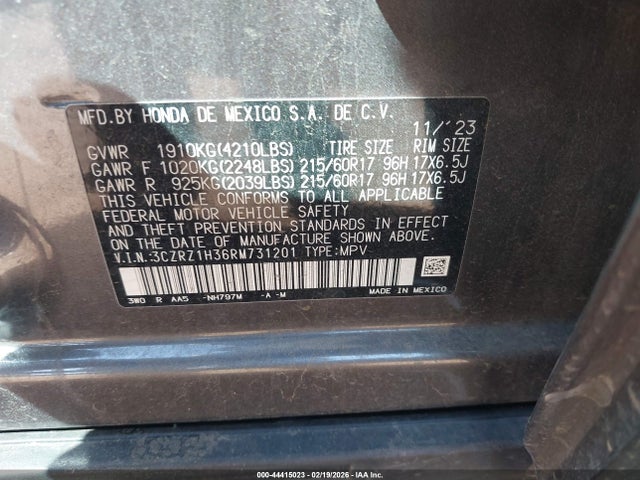 MFD.BY HONDA DE MEXICO S.A. DE C.V.
11/'23
GVWR 1910KG(4210LBS) TIRE SIZE RIM SIZE
GAWR F 1020KG(2248LBS) 215/60R17 96H 17X6.5J
GAWR R 925KG(2039LBS) 215/60R17 96H 17X6.5J
THIS VEHICLE CONFORMS TO ALL APPLICABLE
FEDERAL MOTOR VEHICLE SAFETY
AND THEFT PREVENTION STANDARDS IN EFFECT
ON THE DATE OF MANUFACTURE SHOWN ABOVE.
V.I.N.:3CZRZ1H36RM731201 TYPE:MPV
3W0 R AA5 -NH797M -A -M
MADE IN MEXICO
000-44415023 - 02/19/2026 - IAA Inc.